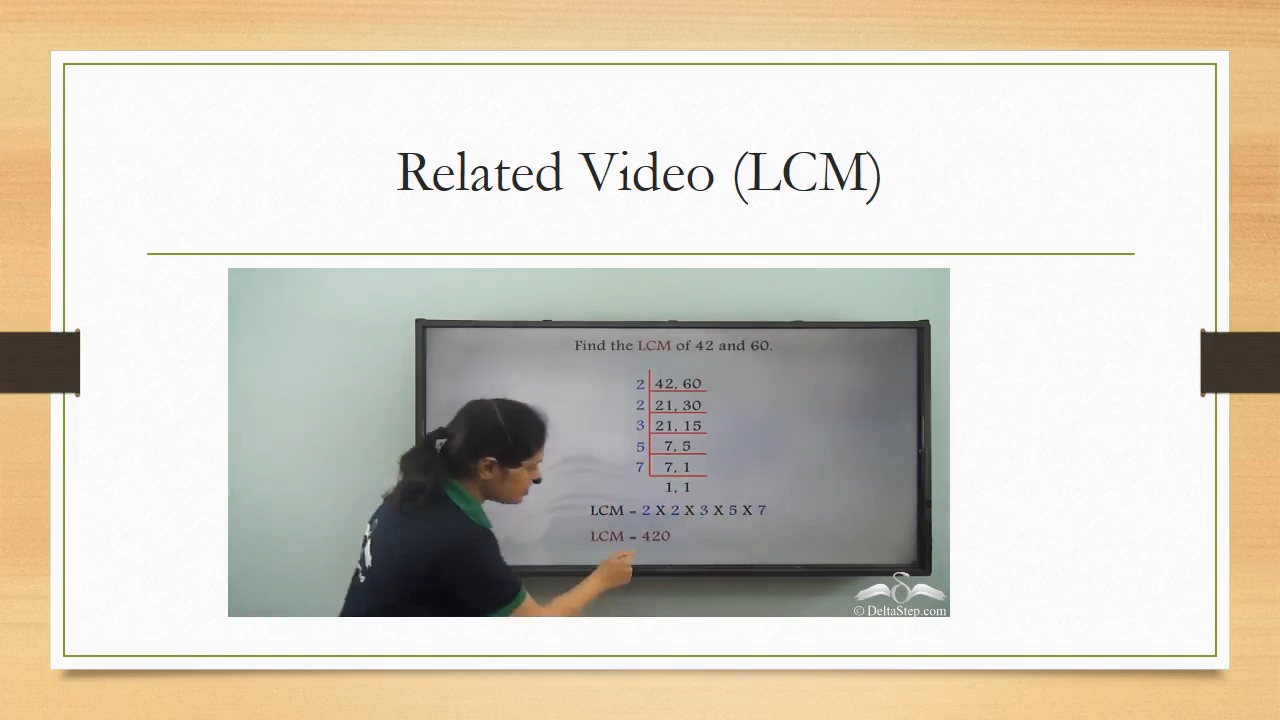 Related Video (LCM)
Find the LCM of 42 and 60.
2 42, 60
2 21, 30
3 21, 15
5 7, 5
7 7, 1
1, 1
LCM = 2 X 2 X 3 X 5 X 7
LCM = 420
© DeltaStep.com